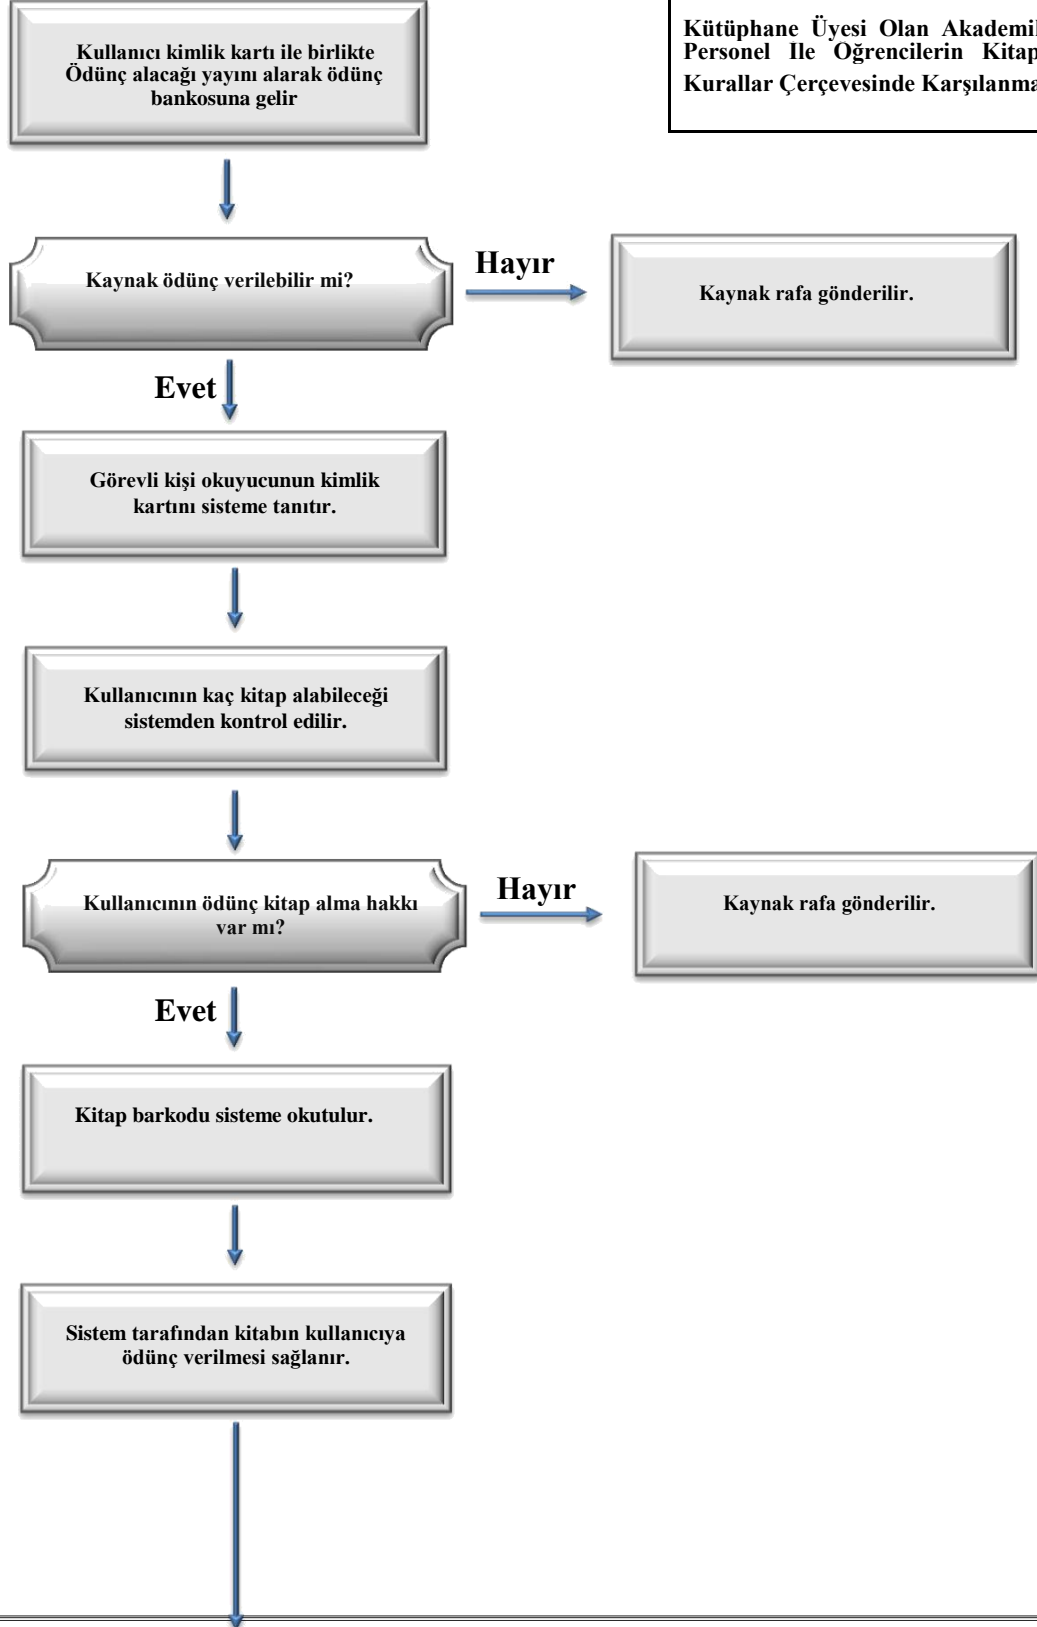 Kullanıcı kimlik kartı ile birlikte
Ödünç alacağı yayını alarak ödünç
bankosuna gelir
Kütüphane Üyesi Olan Akademi
Personel Ile Oğrencilerin Kitap
Kurallar Çerçevesinde Karşılanma
Kaynak ödünç verilebilir mi?
Hayır
Kaynak rafa gönderilir.
Evet
Görevli kişi okuyucunun kimlik
kartını sisteme tanıtır.
Kullanıcının kaç kitap alabileceği
sistemden kontrol edilir.
Kullanıcının ödünç kitap alma hakkı
var mı?
Hayır
Kaynak rafa gönderilir.
Evet
Kitap barkodu sisteme okutulur.
Sistem tarafından kitabın kullanıcıya
ödünç verilmesi sağlanır.